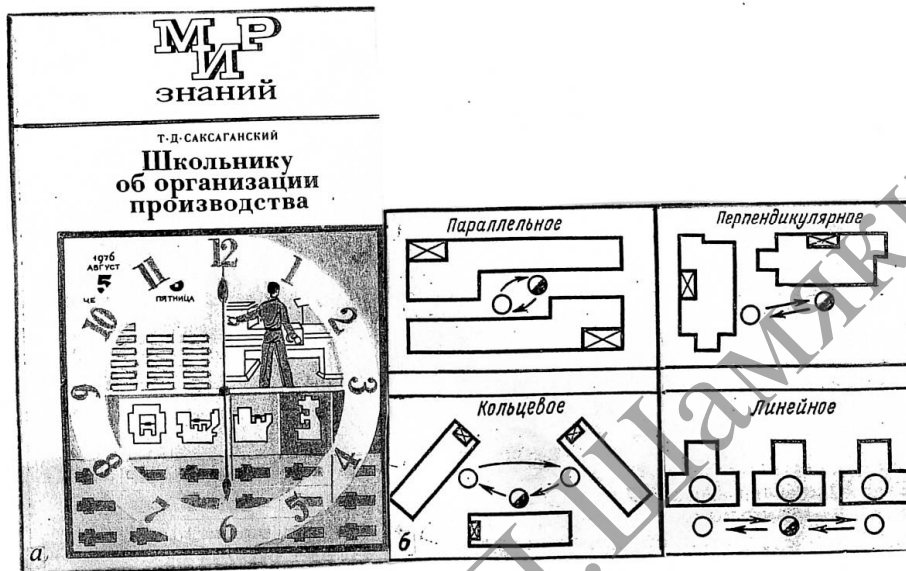 МИР
знаний
Т·Д·САКСАГАНСКИЙ
Школьнику
об организации
производства
1976
АВГУСТ
5
ЧЕ
ПЯТНИЦА
12
1
2
3
4
5
6
7
8
9
10
11
а
Параллельное
Перпендикулярное
Кольцевое
Линейное
б